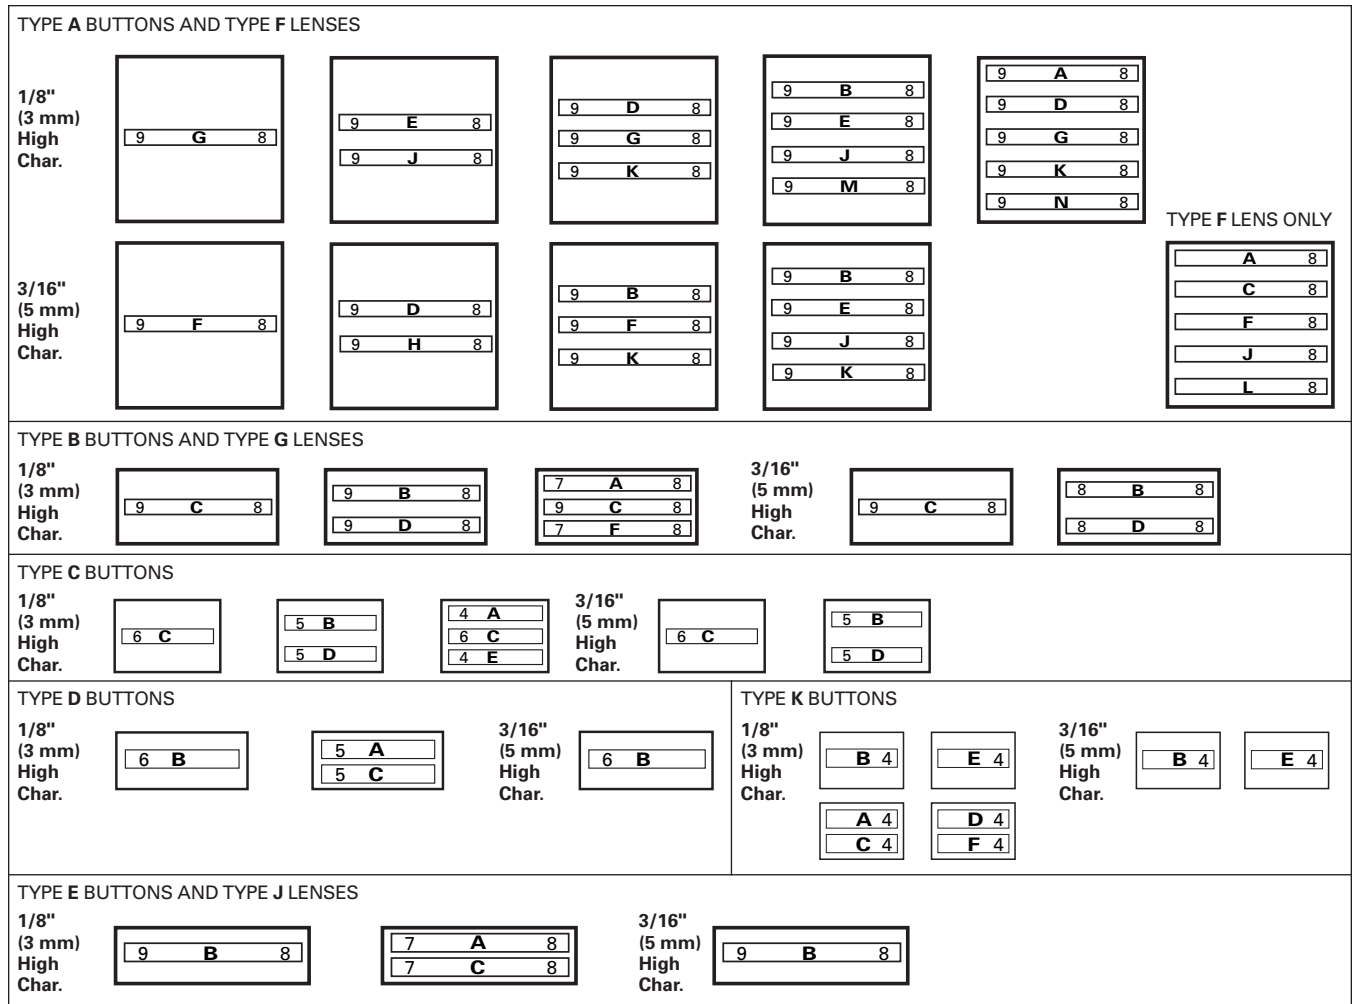 TYPE A BUTTONS AND TYPE F LENSES
1/8"
(3 mm)
High
Char.
9 G 8
9 E 8
9 J 8
9 D 8
9 G 8
9 K 8
9 B 8
9 E 8
9 J 8
9 M 8
9 A 8
9 D 8
9 G 8
9 K 8
9 N 8
TYPE F LENS ONLY
3/16"
(5 mm)
High
Char.
9 F 8
9 D 8
9 H 8
9 B 8
9 F 8
9 K 8
9 B 8
9 E 8
9 J 8
9 K 8
A 8
C 8
F 8
J 8
L 8
TYPE B BUTTONS AND TYPE G LENSES
1/8"
(3 mm)
High
Char.
9 C 8
9 B 8
9 D 8
7 A 8
9 C 8
7 F 8
3/16"
(5 mm)
High
Char.
9 C 8
8 B 8
8 D 8
TYPE C BUTTONS
1/8"
(3 mm)
High
Char.
6 C
5 B
5 D
4 A
6 C
4 E
3/16"
(5 mm)
High
Char.
6 C
5 B
5 D
TYPE D BUTTONS
1/8"
(3 mm)
High
Char.
6 B
5 A
5 C
3/16"
(5 mm)
High
Char.
6 B
TYPE K BUTTONS
1/8"
(3 mm)
High
Char.
B 4
E 4
A 4
C 4
D 4
F 4
3/16"
(5 mm)
High
Char.
B 4
E 4
TYPE E BUTTONS AND TYPE J LENSES
1/8"
(3 mm)
High
Char.
9 B 8
7 A 8
7 C 8
3/16"
(5 mm)
High
Char.
9 B 8